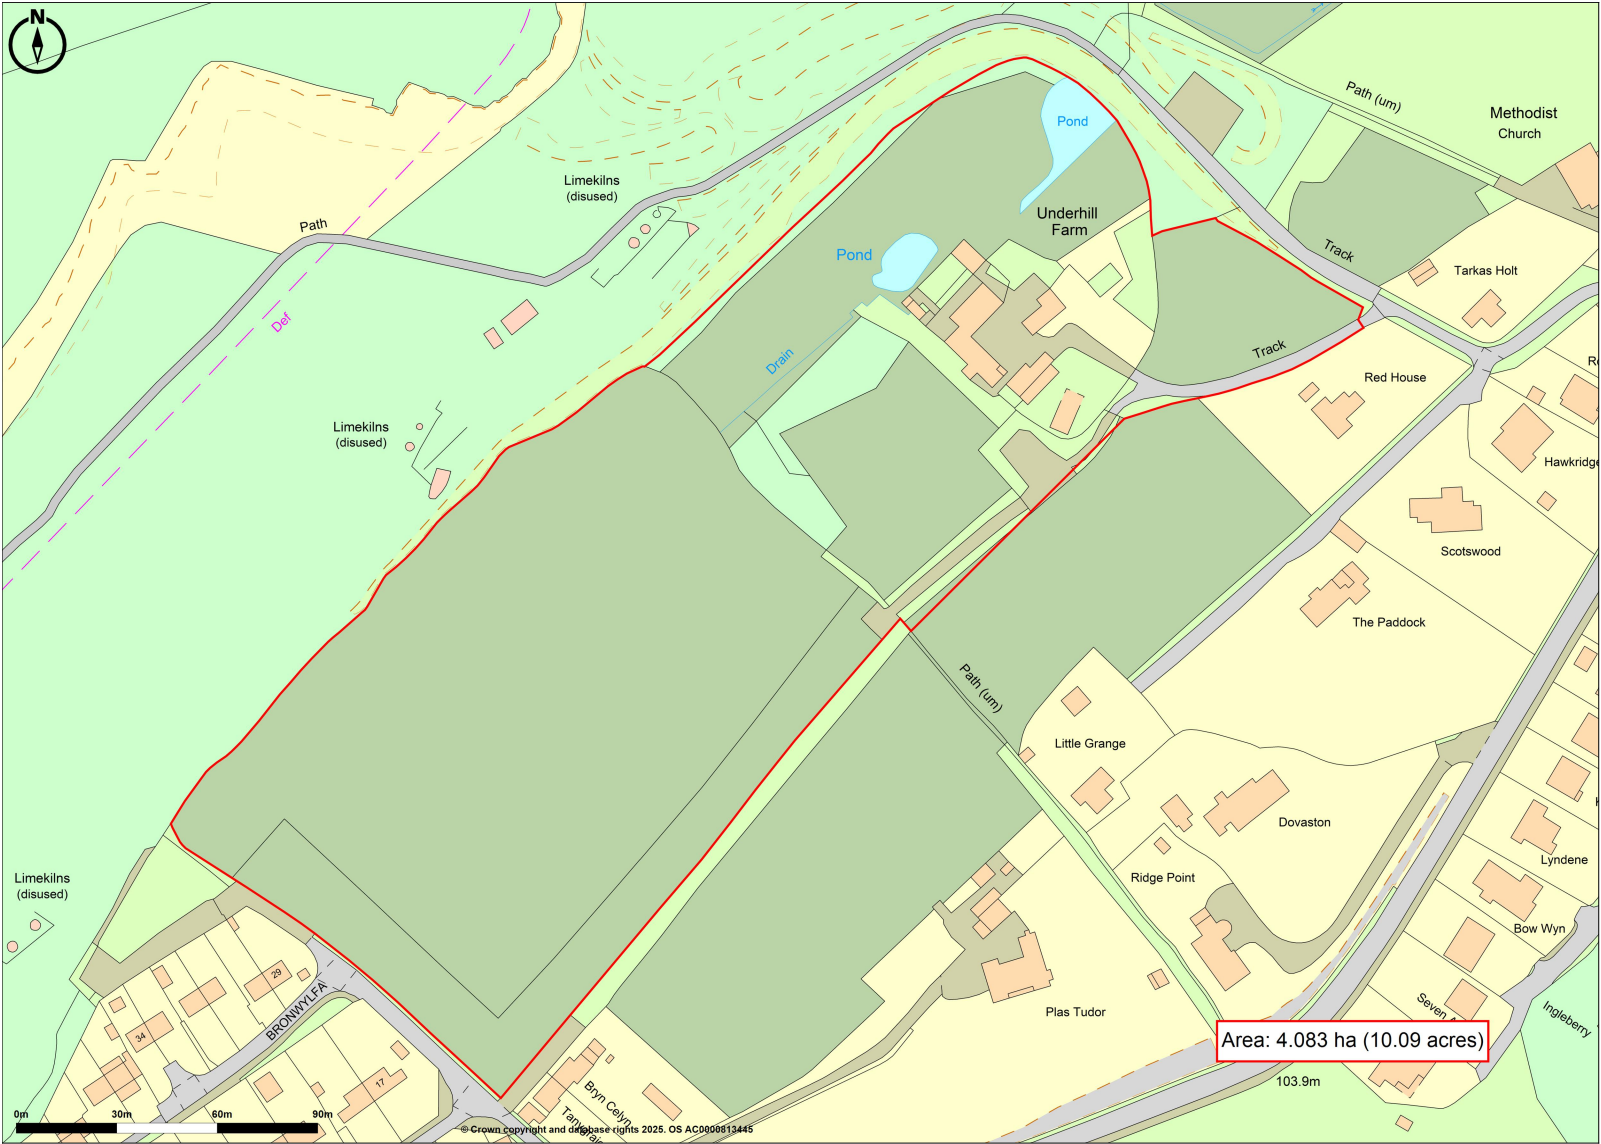 N
Path (um)
Methodist
Church
Pond
Limekilns
(disused)
Path
Underhill
Farm
Pond
Track
Tarkas Holt
Def
Drain
Track
Red House
Limekilns
(disused)
Hawkridge
Scotswood
The Paddock
Path (um)
Little Grange
Dovaston
Lyndene
Limekilns
(disused)
Ridge Point
Bow Wyn
29
BRONWYLFA
34
Plas Tudor
Seven
Ingleberry
Area: 4.083 ha (10.09 acres)
17
103.9m
Bryn Celyn
0m 30m 60m 90m
© Crown copyright and database rights 2025. OS AC0000813445